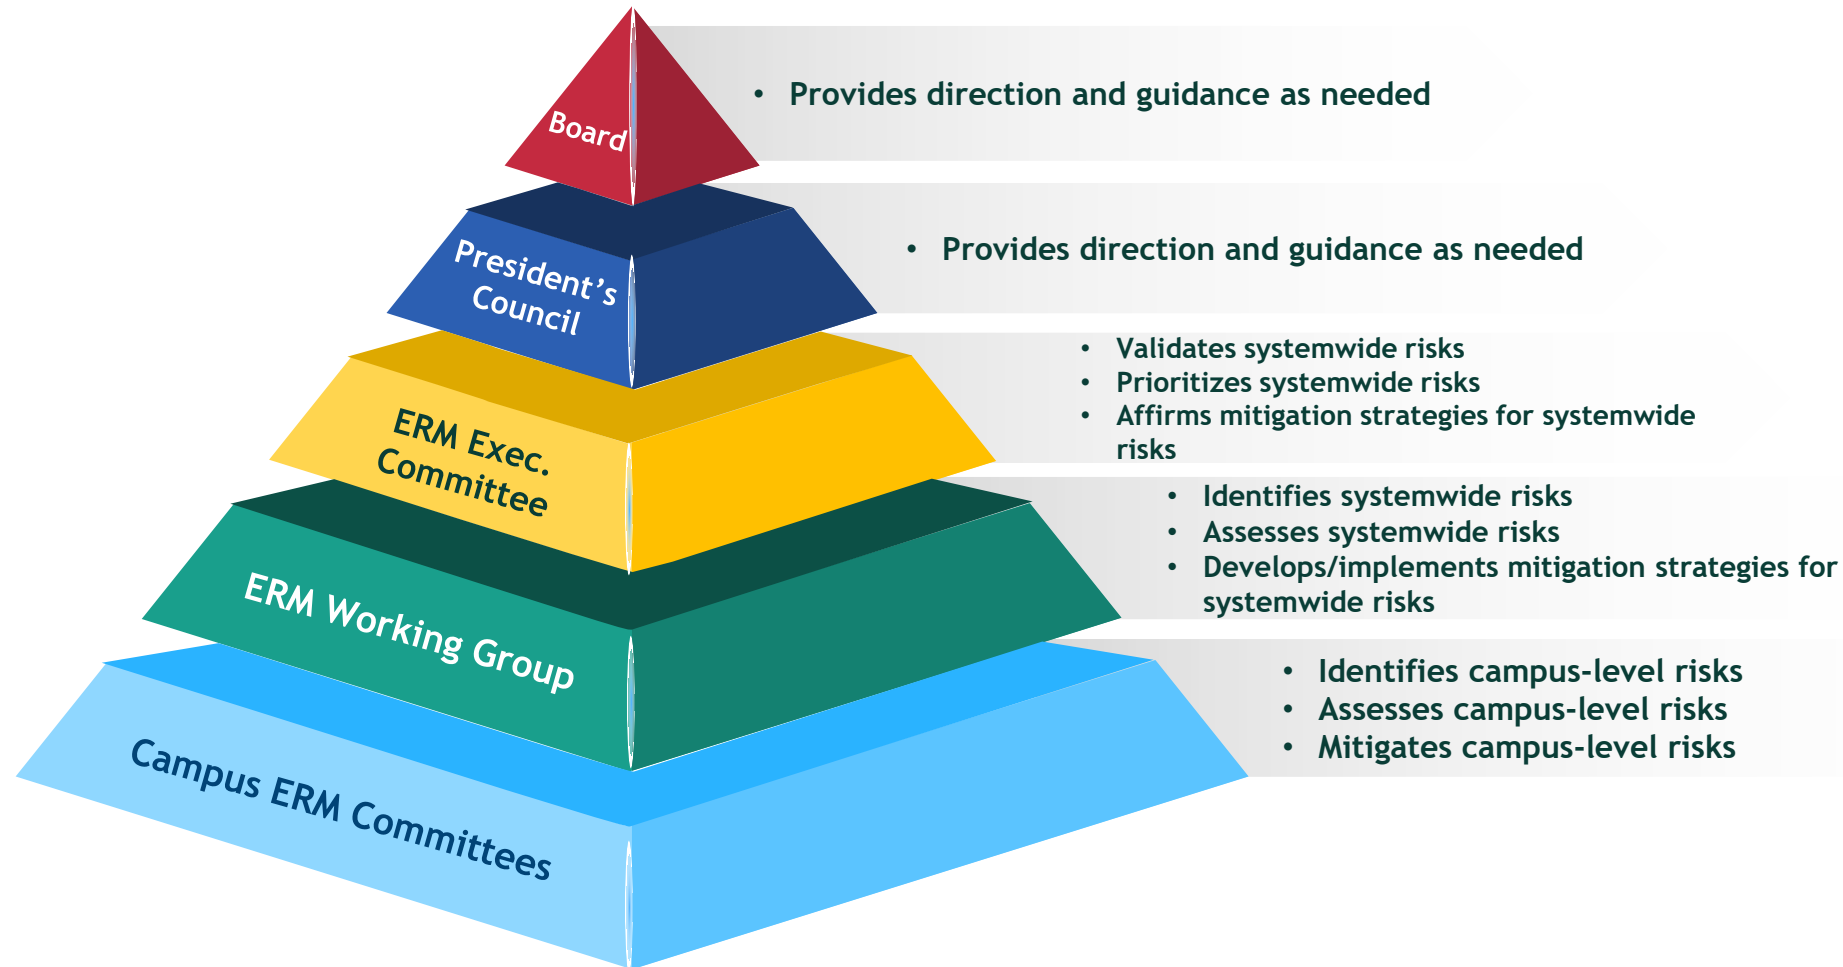 Board
• Provides direction and guidance as needed
President’s
Council
• Provides direction and guidance as needed
ERM Exec.
Committee
• Validates systemwide risks
• Prioritizes systemwide risks
• Affirms mitigation strategies for systemwide
risks
ERM Working Group
• Identifies systemwide risks
• Assesses systemwide risks
• Develops/implements mitigation strategies for
systemwide risks
Campus ERM Committees
• Identifies campus-level risks
• Assesses campus-level risks
• Mitigates campus-level risks